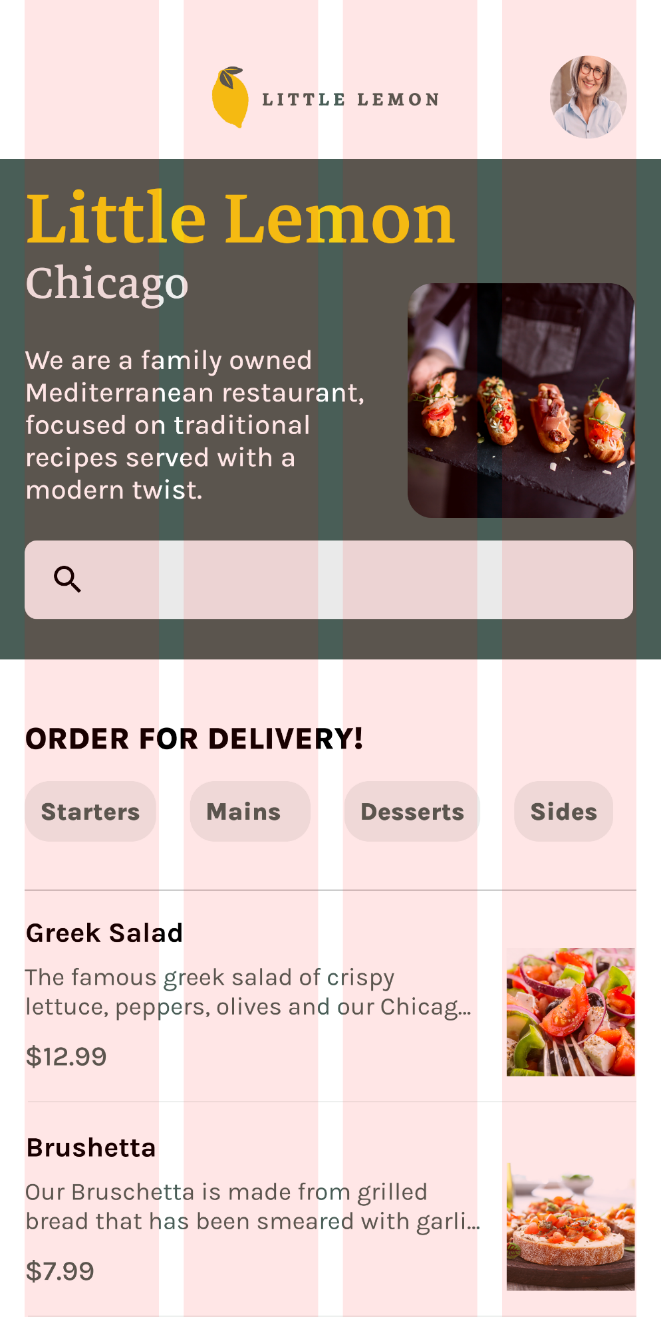 LITTLE LEMON
Little Lemon
Chicago
We are a family owned
Mediterranean restaurant,
focused on traditional
recipes served with a
modern twist.
ORDER FOR DELIVERY!
Starters Mains Desserts Sides
Greek Salad
The famous greek salad of crispy
lettuce, peppers, olives and our Chicag...
$12.99
Brushetta
Our Bruschetta is made from grilled
bread that has been smeared with garli...
$7.99